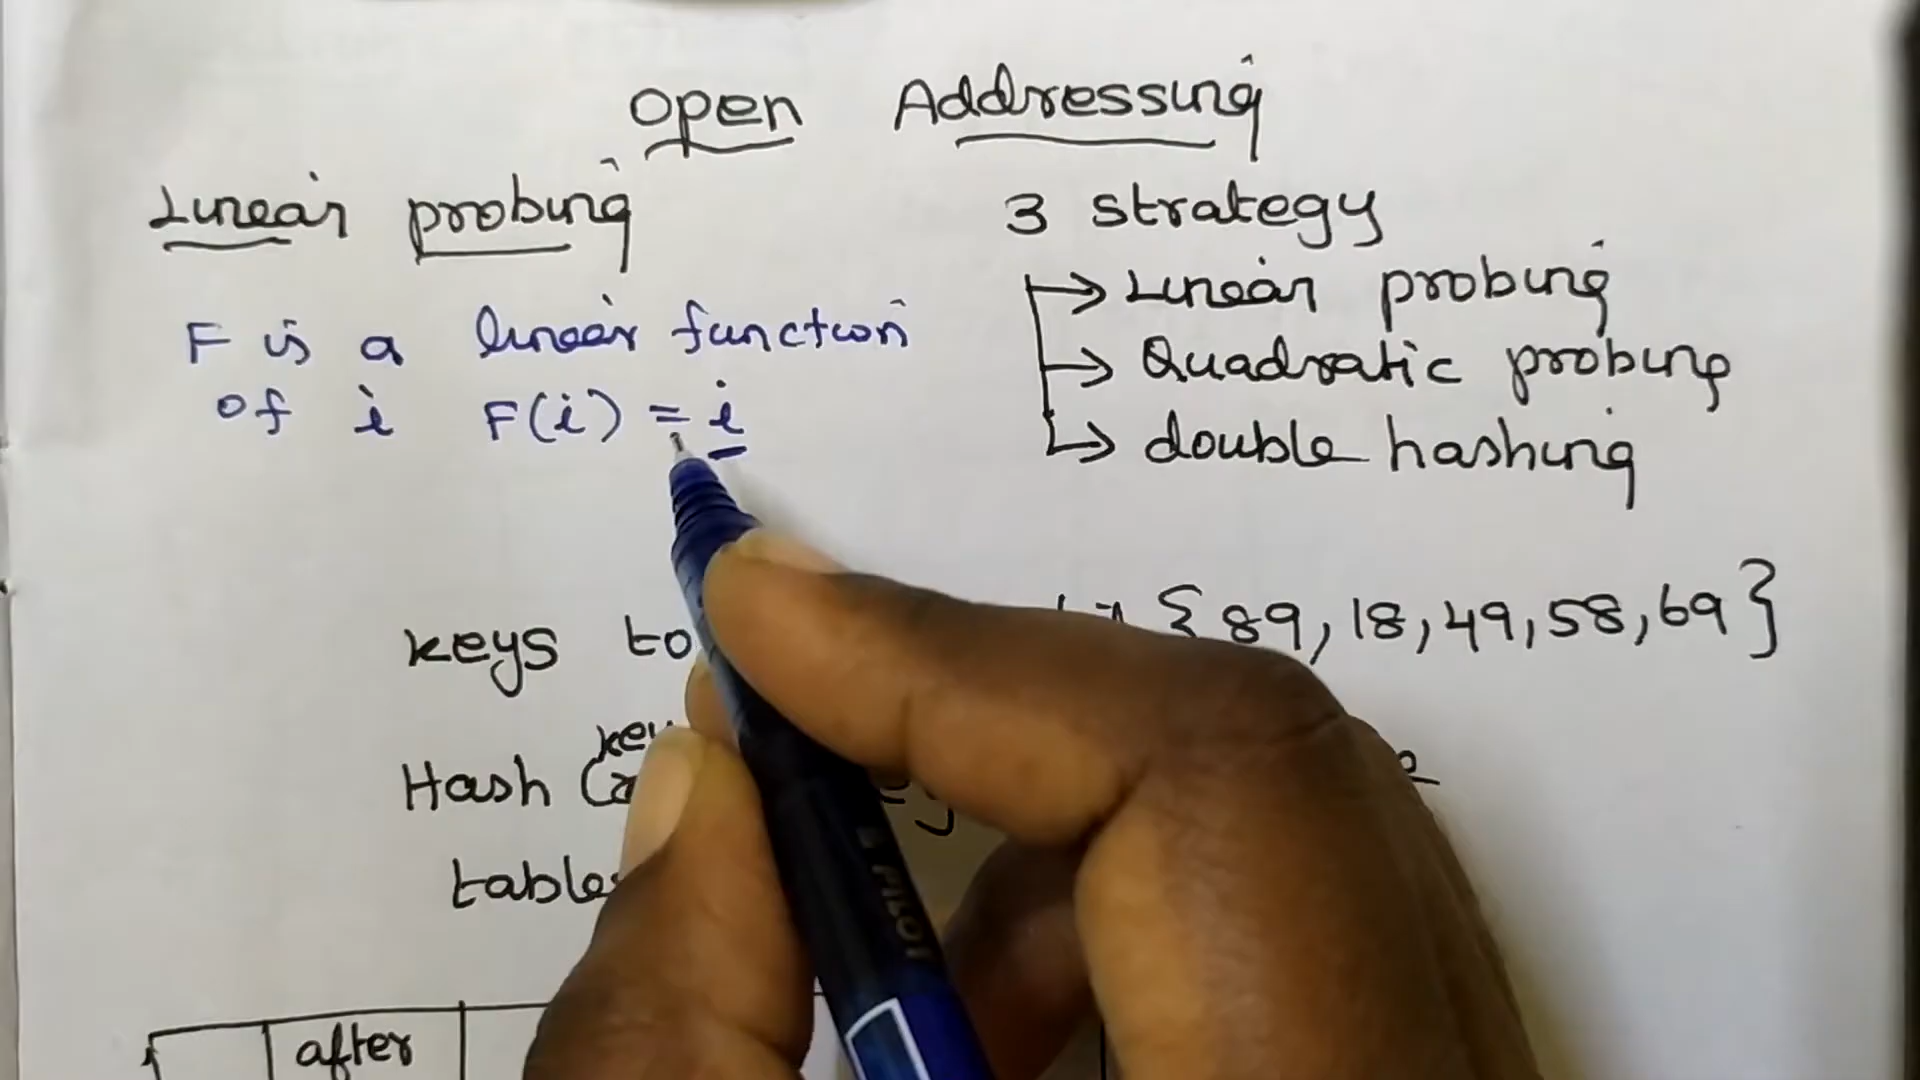 Open Addressing
Linear probing
F is a linear function
of i F(i) = i
3 strategy
→ Linear probing
→ Quadratic probing
→ double hashing
keys to {89, 18, 49, 58, 69}
Hash
table
after
PILOT